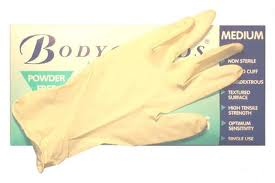 MEDIUM
POWDER
NON STERILE
CUFF
TEXTURED
SURFACE
HIGH TENSILE
STRENGTH
OPTIMUM
SENSITIVITY
SINGLE USE